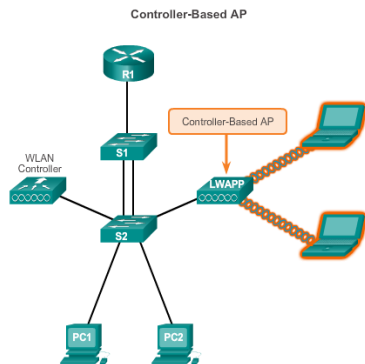 Controller-Based AP
R1
Controller-Based AP
S1
WLAN
Controller
LWAPP
S2
PC1
PC2